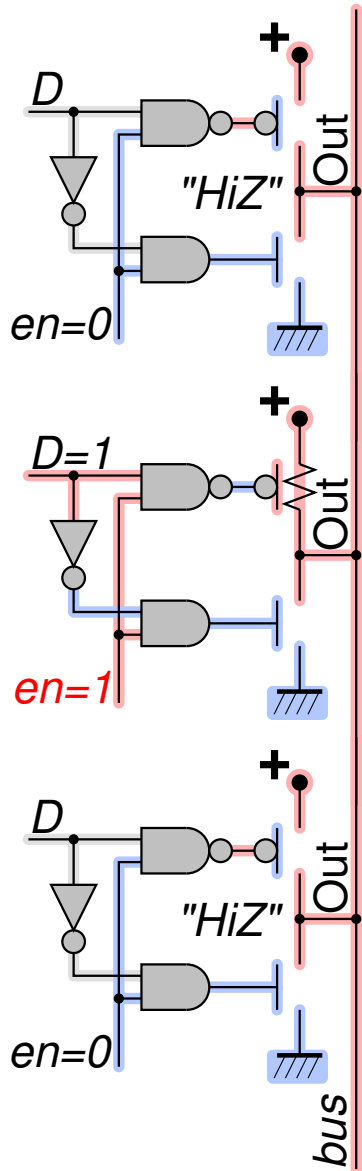 +
D
Out
"HiZ"
en=0
+
D=1
Out
en=1
+
D
Out
"HiZ"
en=0
bus